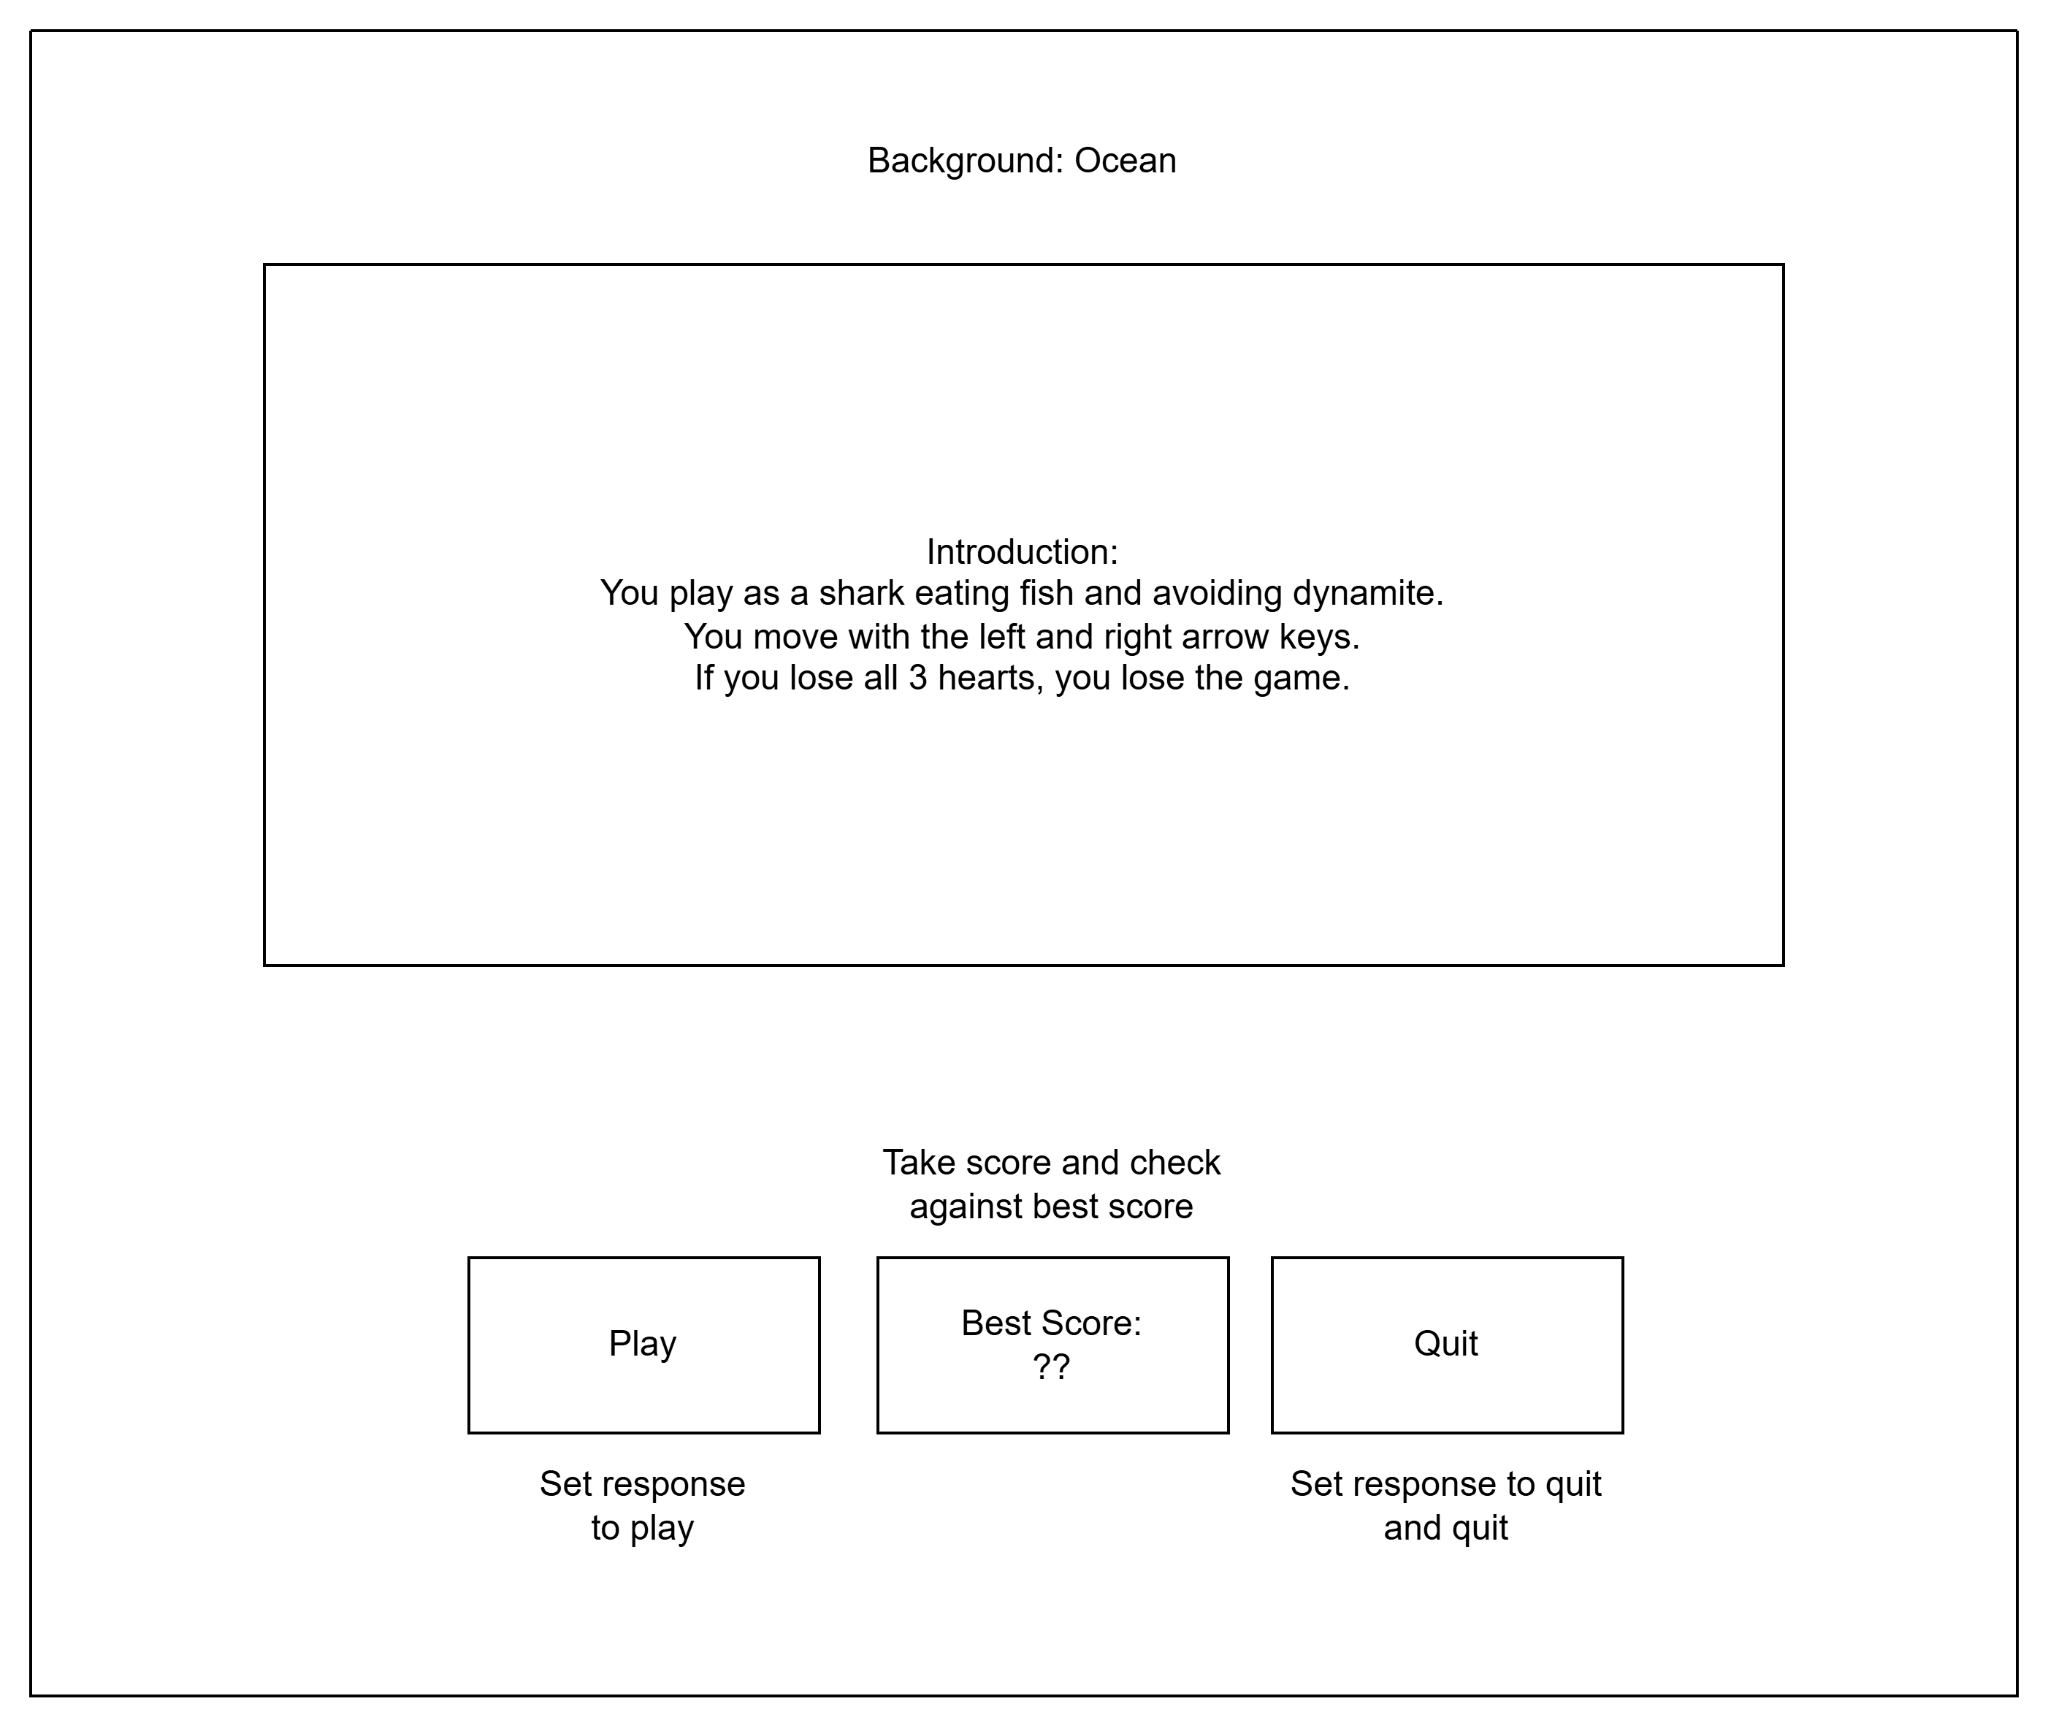 Background: Ocean
Introduction:
You play as a shark eating fish and avoiding dynamite.
You move with the left and right arrow keys.
If you lose all 3 hearts, you lose the game.
Take score and check
against best score
Play
Best Score:
??
Quit
Set response
to play
Set response to quit
and quit